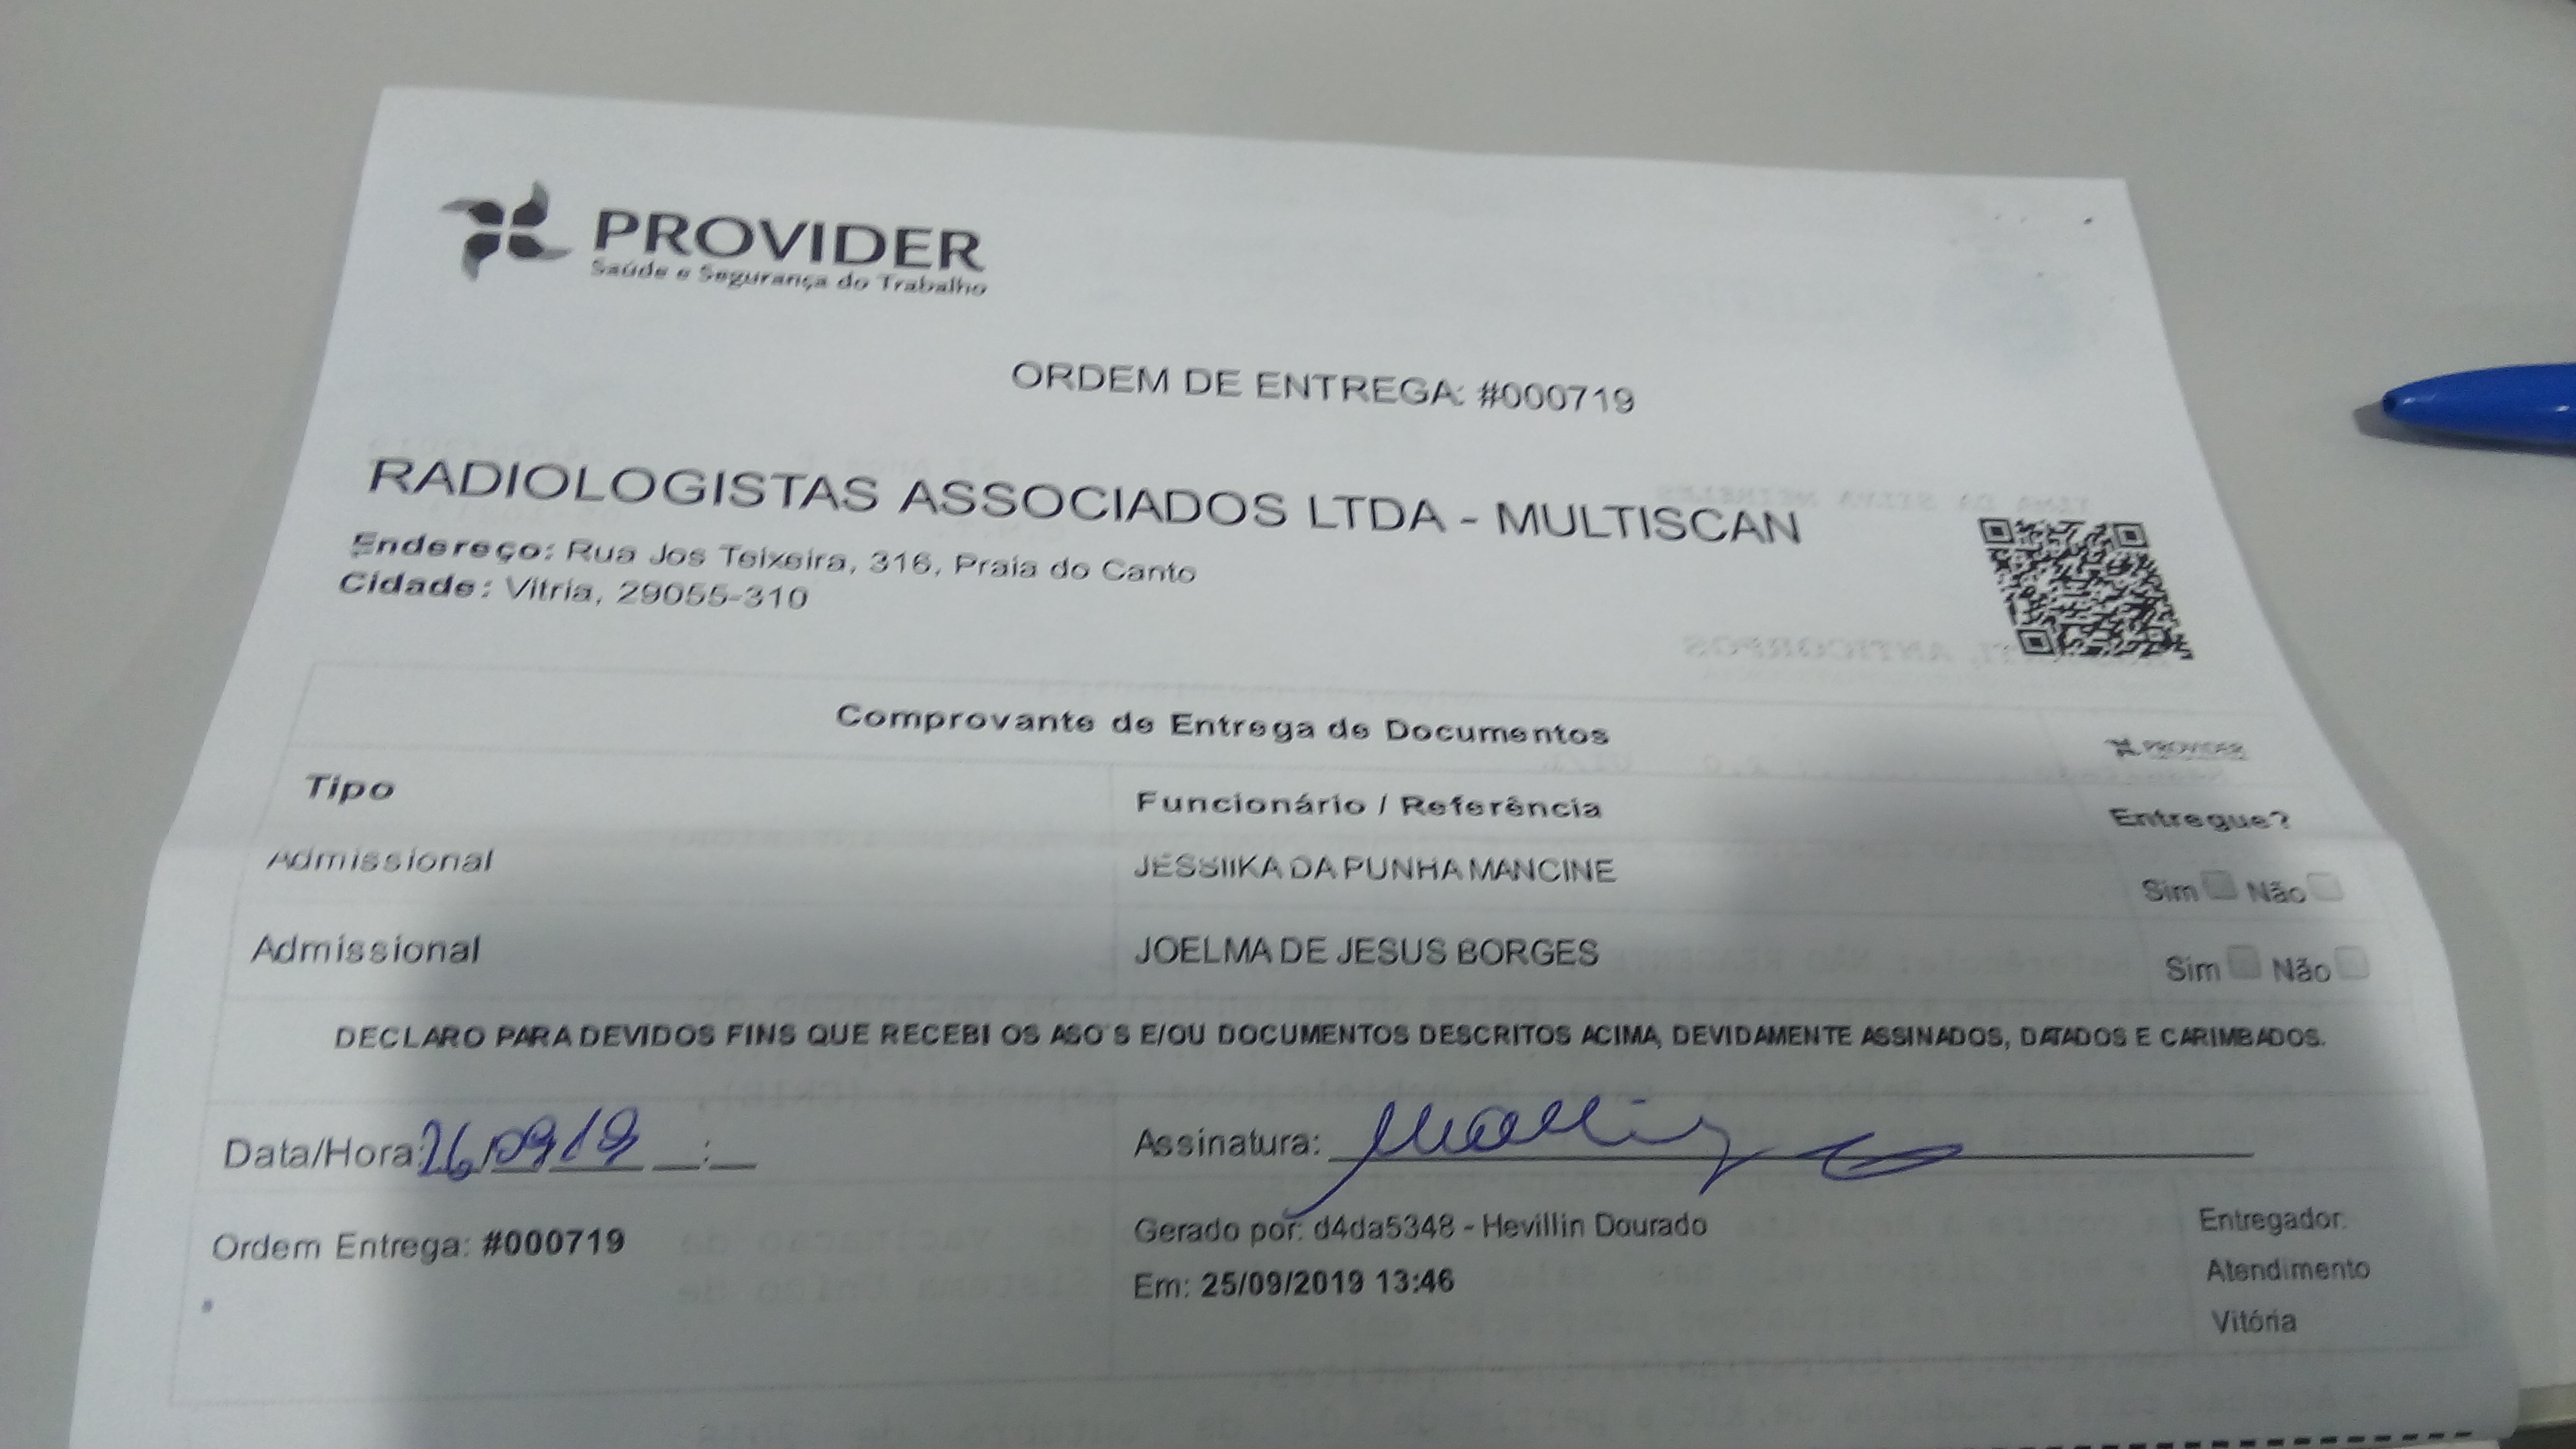 PROVIDER
Saúde e Segurança do Trabalho
ORDEM DE ENTREGA: #000719
RADIOLOGISTAS ASSOCIADOS LTDA - MULTISCAN
Endereço: Rua Jos Teixeira, 316, Praia do Canto
Cidade: Vitria, 29055-310
Comprovante de Entrega de Documentos
PROVIDER
Tipo Funcionário / Referência Entregue?
Admissional JESSIIKA DA PUNHA MANCINE Sim Não
Admissional JOELMA DE JESUS BORGES Sim Não
DECLARO PARA DEVIDOS FINS QUE RECEBI OS ASO'S E/OU DOCUMENTOS DESCRITOS ACIMA, DEVIDAMENTE ASSINADOS, DATADOS E CARIMBADOS.
Data/Hora: 26/09/19 __:__ Assinatura:
Ordem Entrega: #000719
Gerado por: d4da5348 - Hevillin Dourado
Em: 25/09/2019 13:46
Entregador:
Atendimento
Vitória